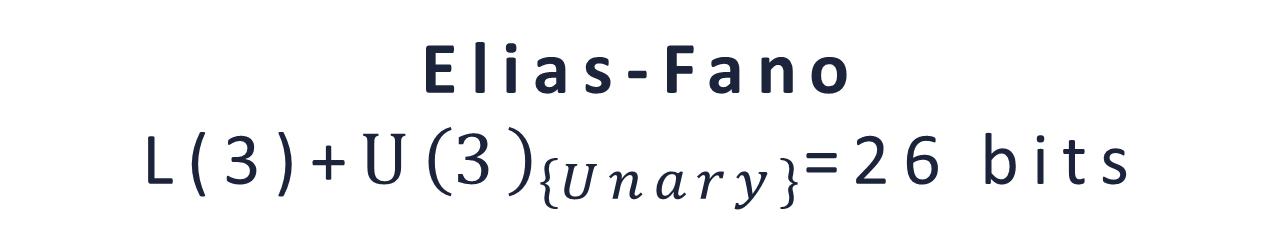 Elias-Fano
L(3)+U(3)_{Unary}=26 bits